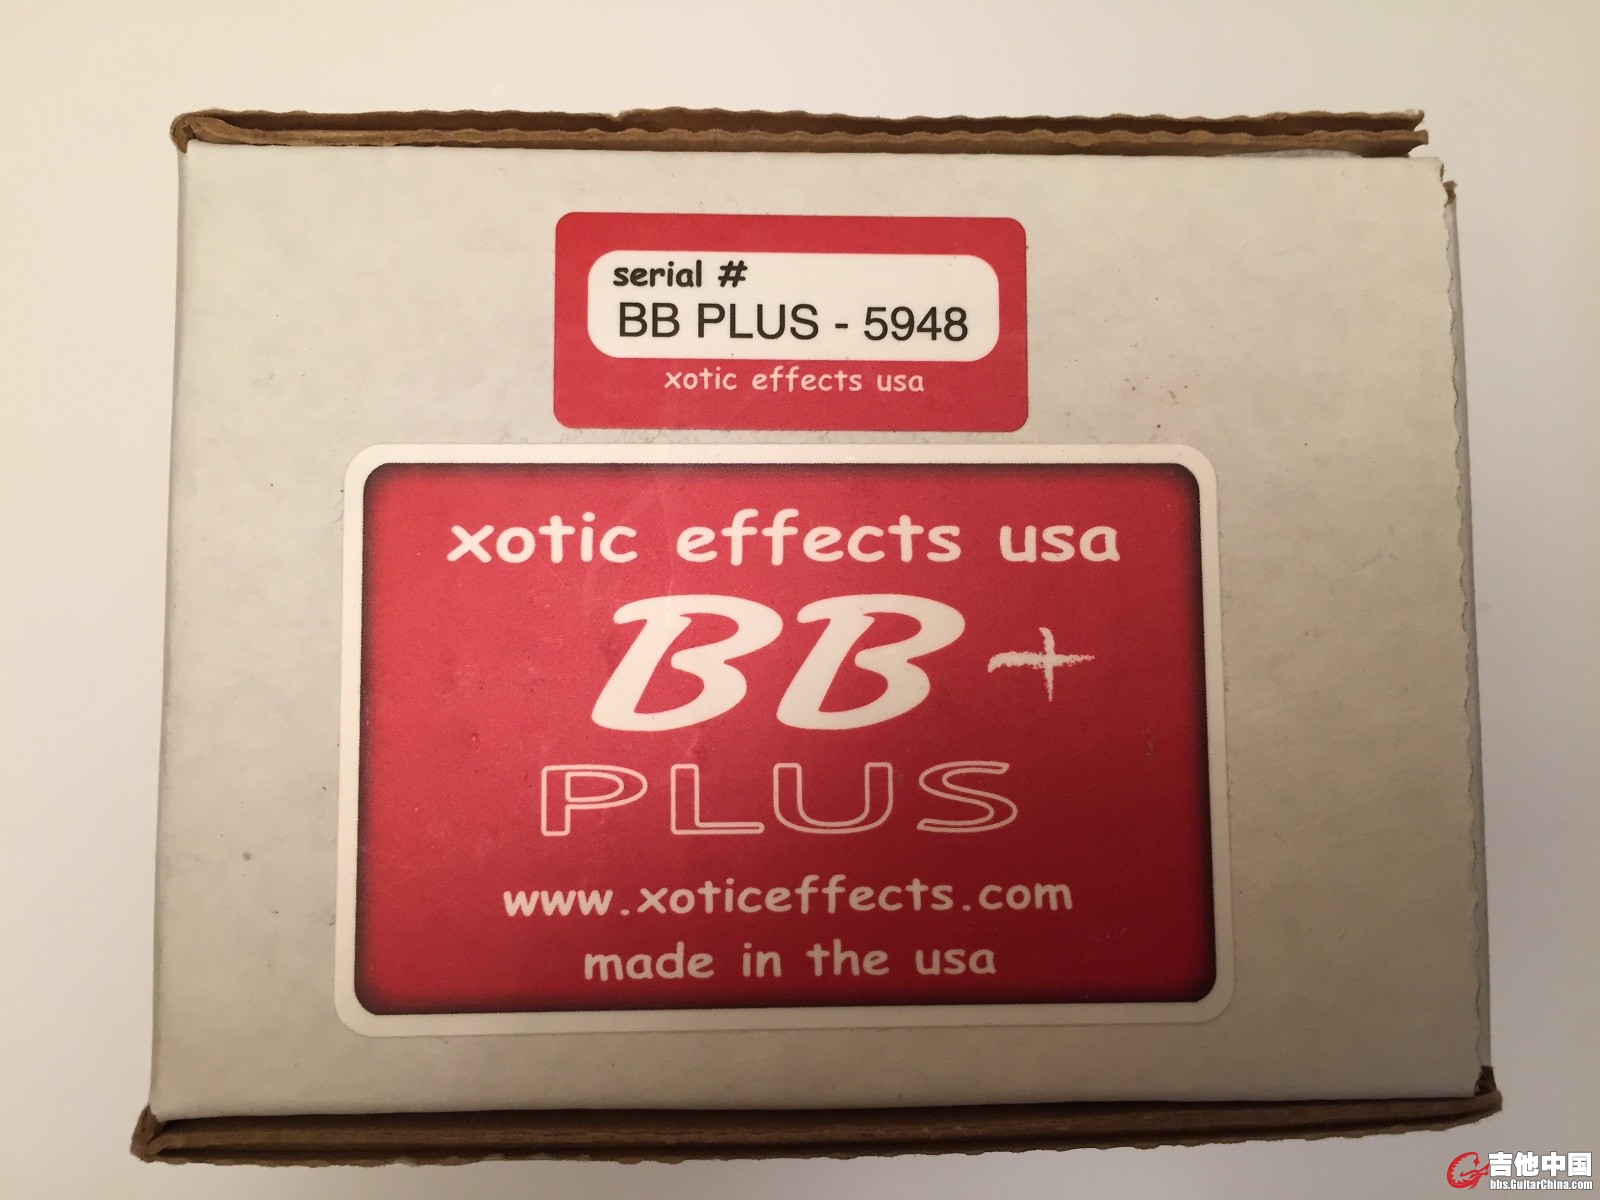 serial #
BB PLUS - 5948
xotic effects usa
xotic effects usa
BB+
PLUS
www.xoticeffects.com
made in the usa
吉他中国
bbs.GuitarChina.com